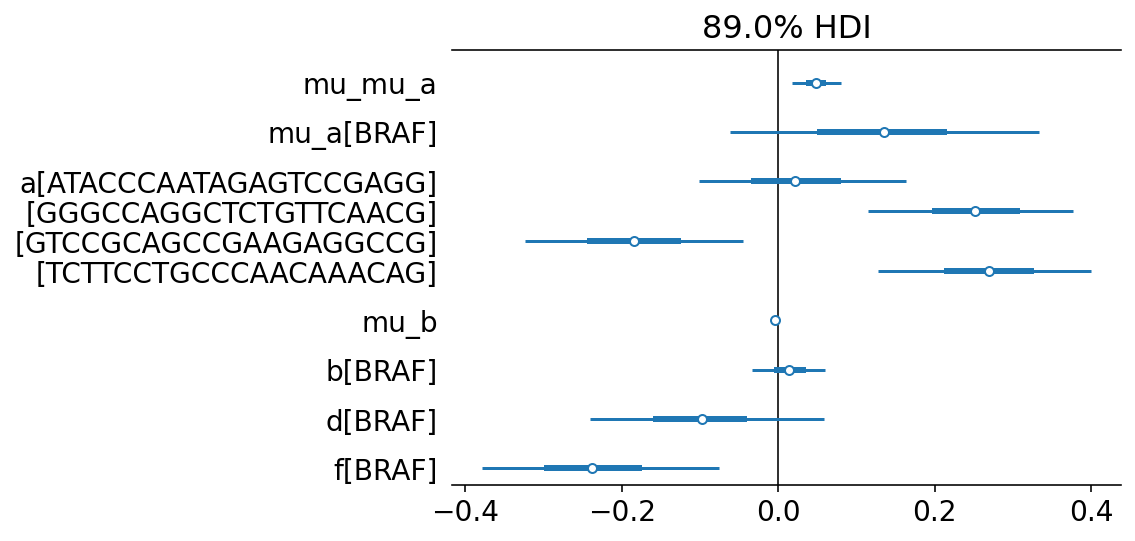 89.0% HDI
mu_mu_a
mu_a[BRAF]
a[ATACCCAATAGAGTCCGAGG]
[GGGCCAGGCTCTGTTCAACG]
[GTCCGCAGCCGAAGAGGCCG]
[TCTTCCTGCCCAACAAACAG]
mu_b
b[BRAF]
d[BRAF]
f[BRAF]
−0.4 −0.2 0.0 0.2 0.4